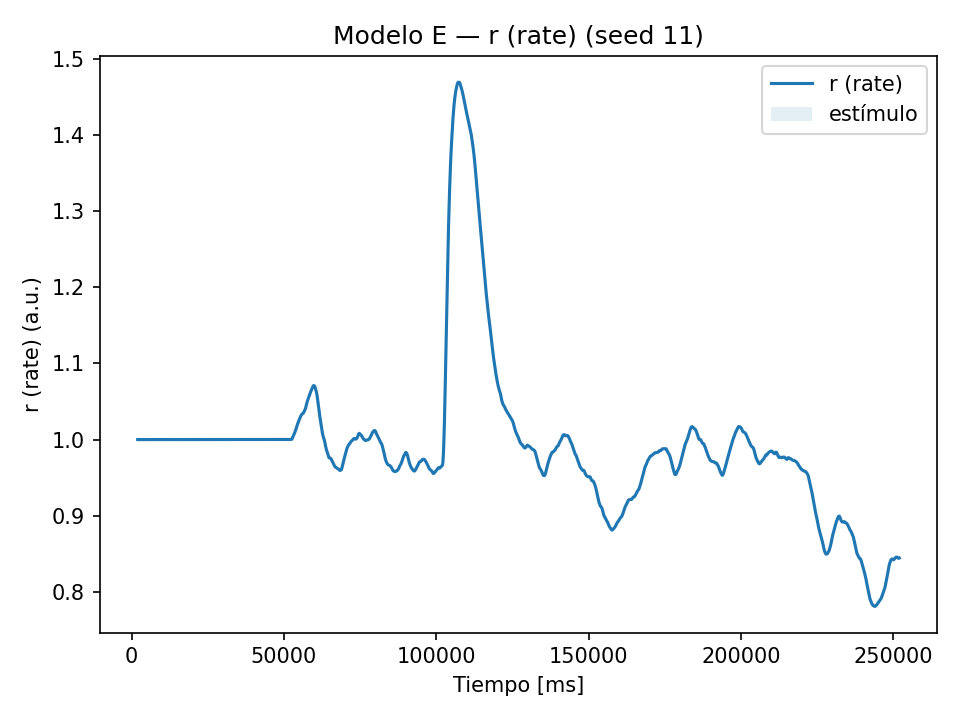 Modelo E — r (rate) (seed 11)
r (rate)
estímulo
r (rate) (a.u.)
1.5
1.4
1.3
1.2
1.1
1.0
0.9
0.8
0
50000
100000
150000
200000
250000
Tiempo [ms]